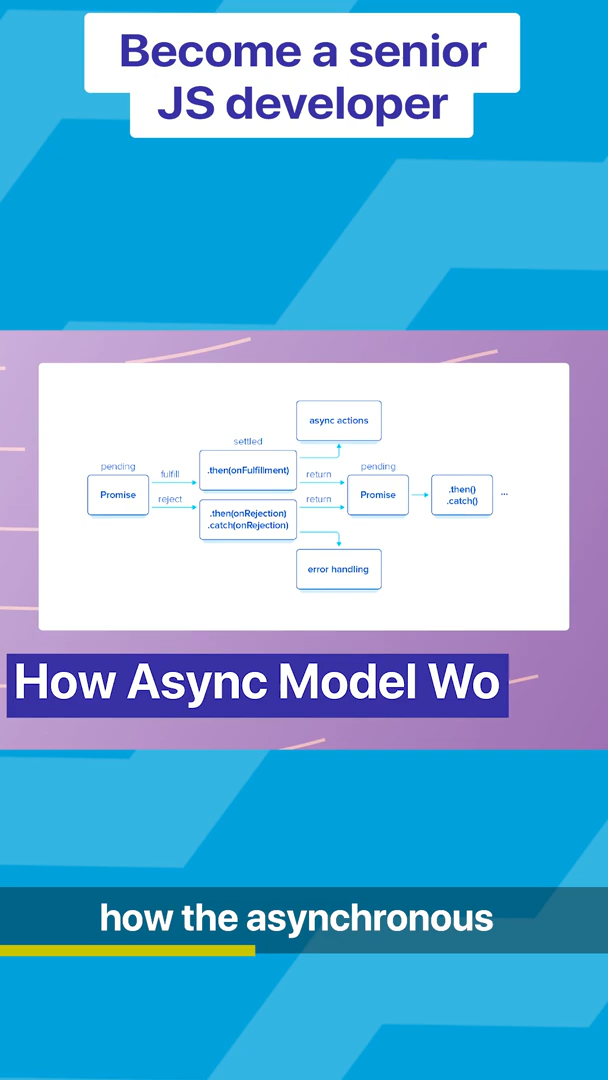 Become a senior
JS developer
async actions
settled
pending
fulfill
.then(onFulfillment)
return
pending
Promise
reject
.then(onRejection)
.catch(onRejection)
return
Promise
.then()
.catch()
...
error handling
How Async Model Wo
how the asynchronous